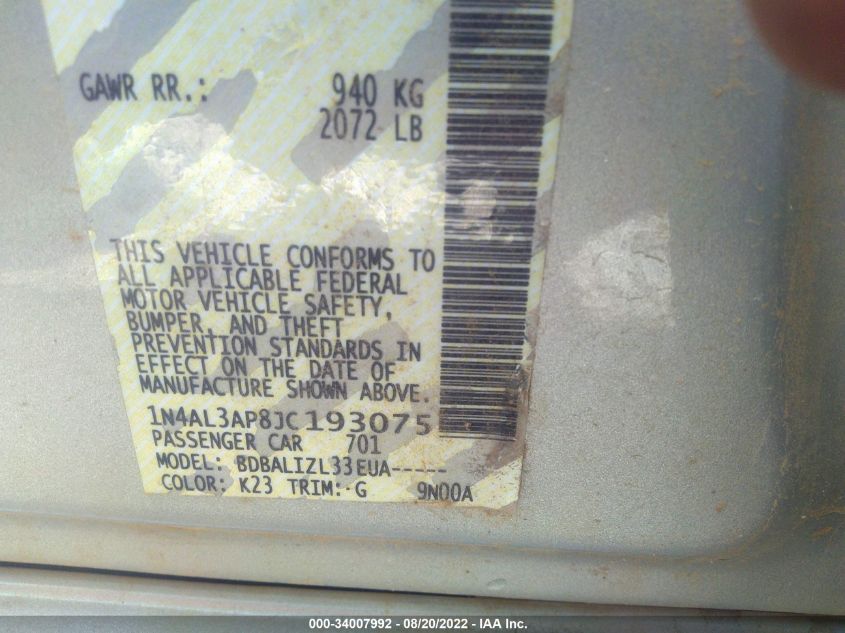 GAWR RR.: 940 KG
2072 LB
THIS VEHICLE CONFORMS TO
ALL APPLICABLE FEDERAL
MOTOR VEHICLE SAFETY,
BUMPER, AND THEFT
PREVENTION STANDARDS IN
EFFECT ON THE DATE OF
MANUFACTURE SHOWN ABOVE.
1N4AL3AP8JC193075
PASSENGER CAR 701
MODEL: BDBALIZL33EUA------
COLOR: K23 TRIM: G 9N00A
000-34007992 - 08/20/2022 - IAA Inc.